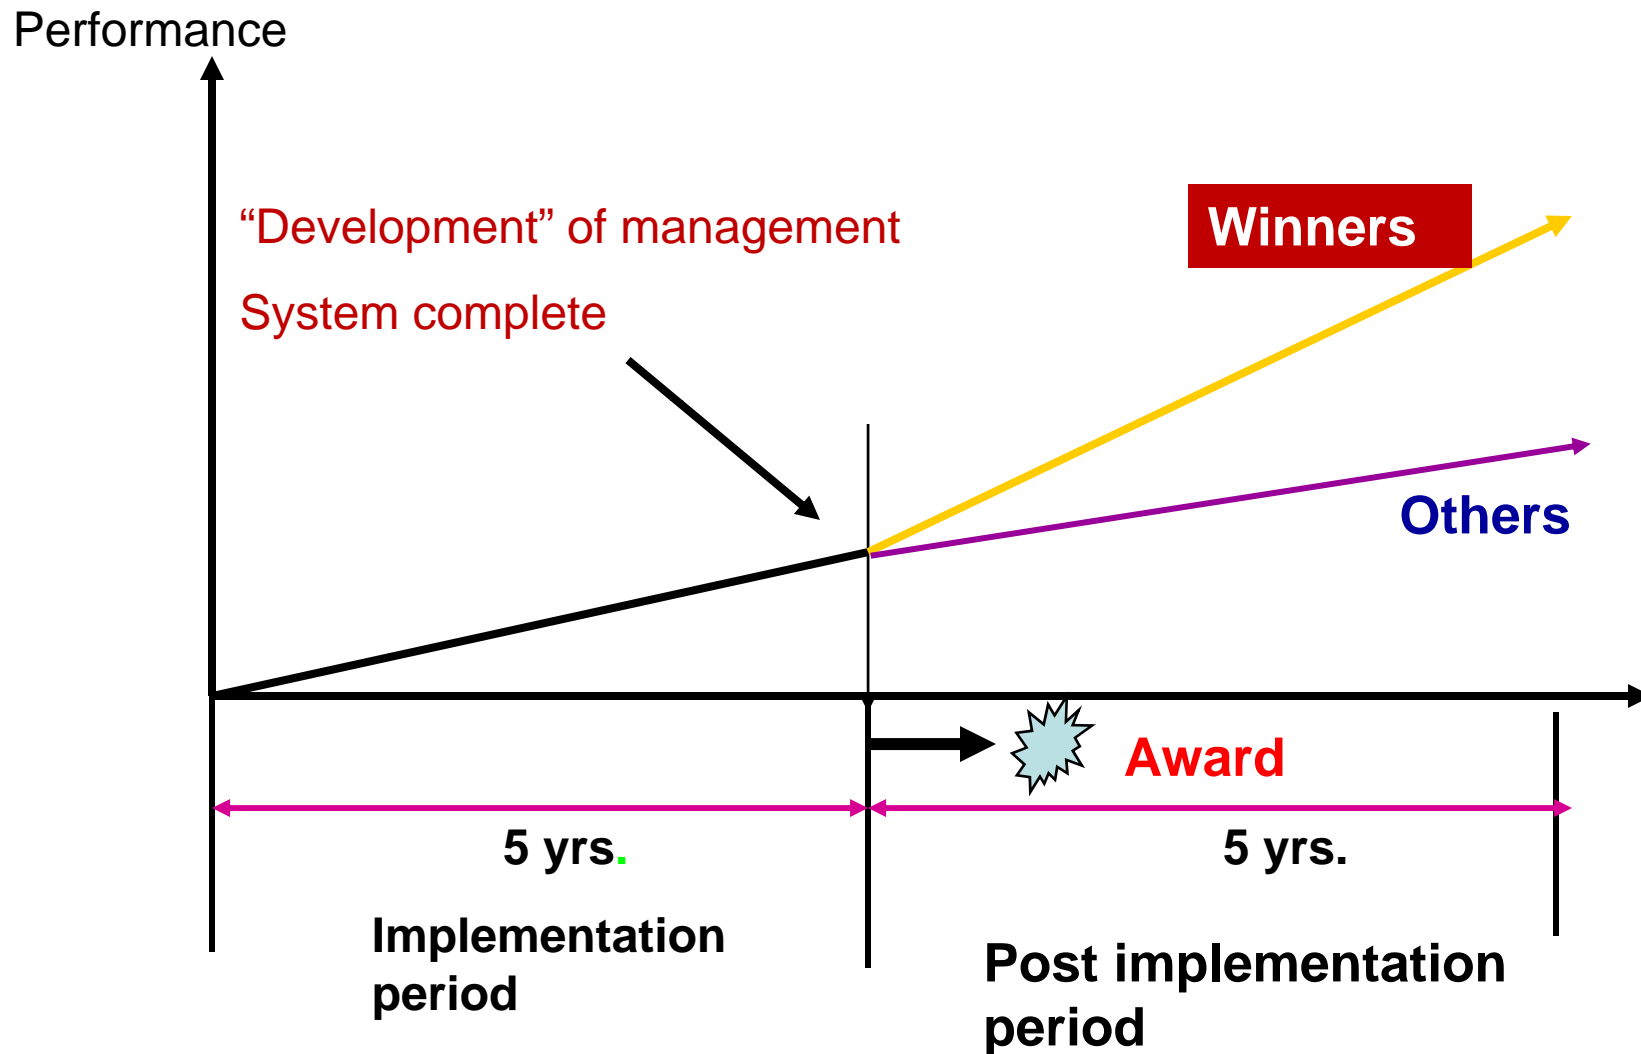 Performance
“Development” of management
System complete
Winners
Others
Award
5 yrs.
5 yrs.
Implementation
period
Post implementation
period